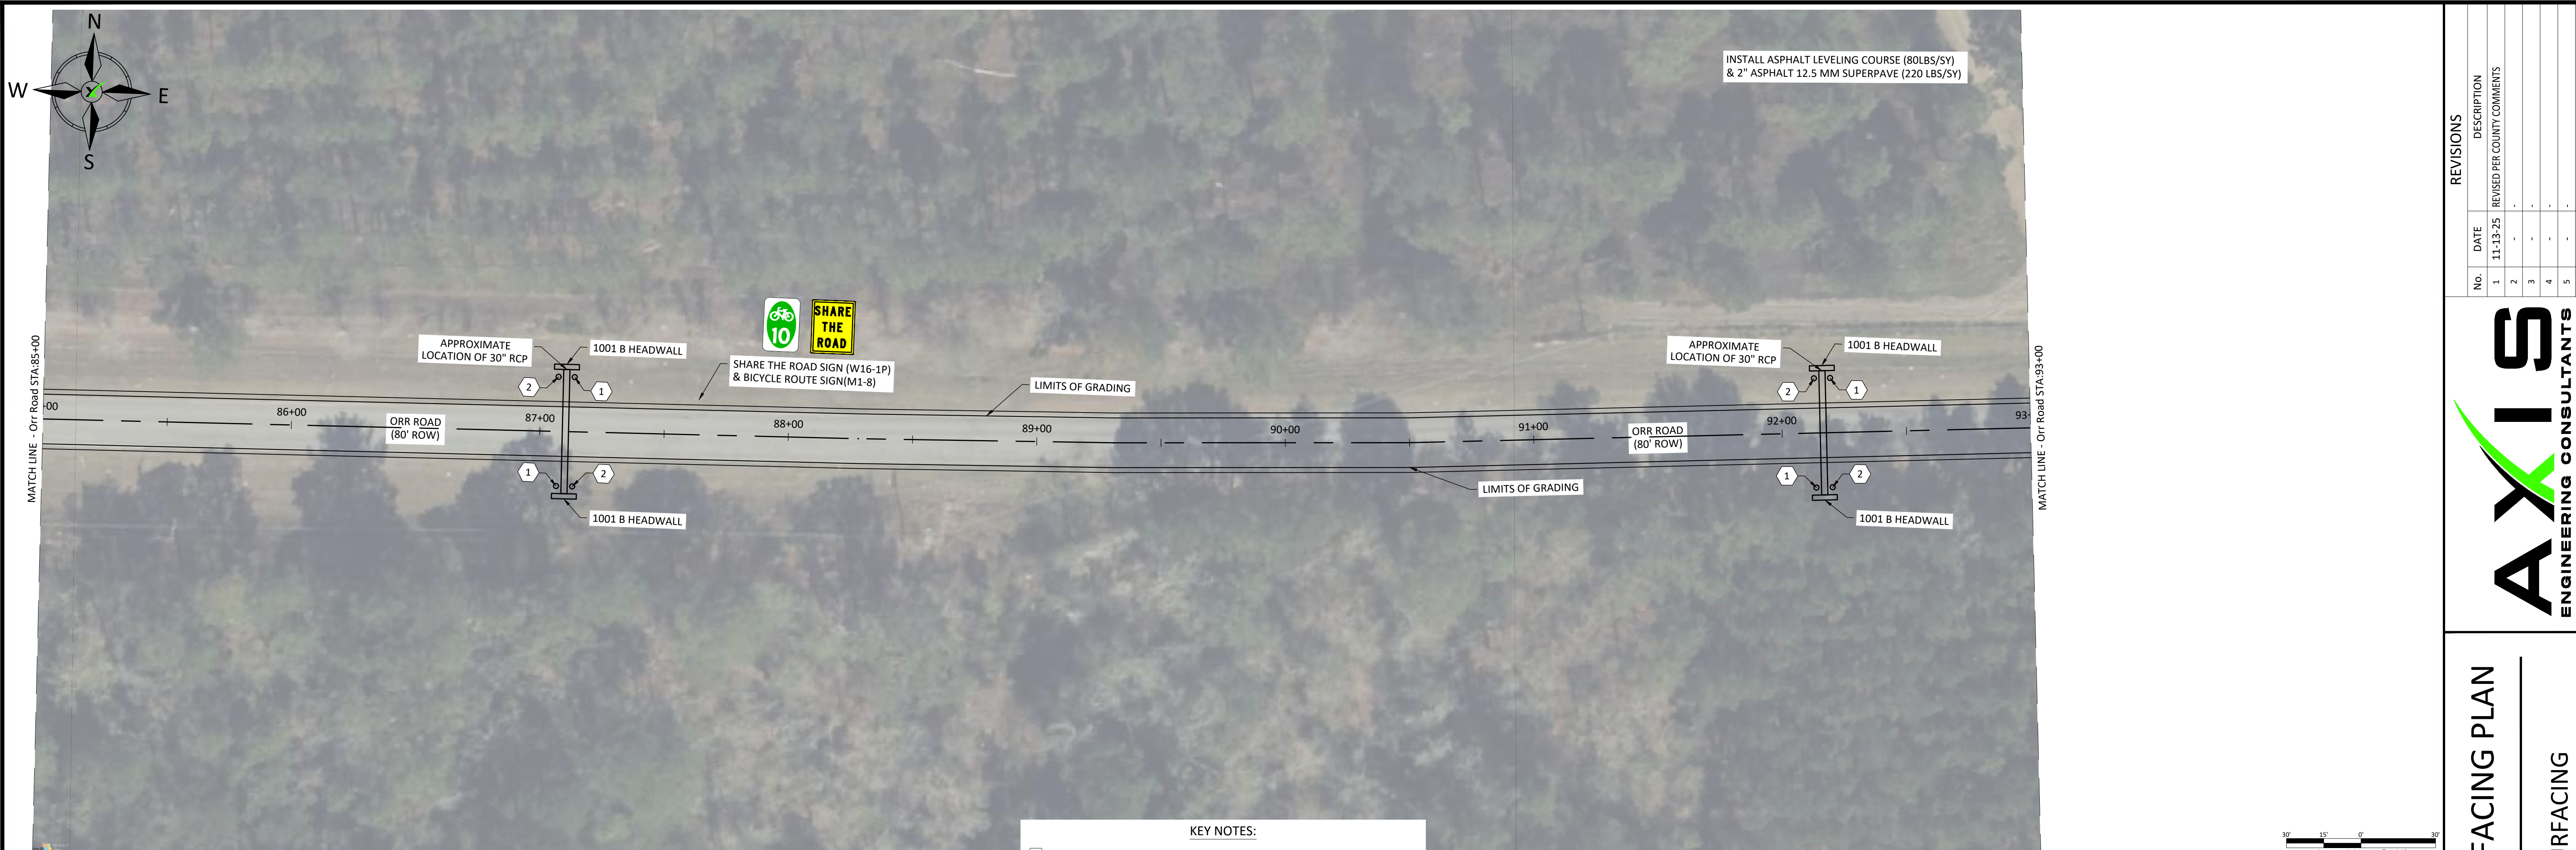 N
W
E
S
INSTALL ASPHALT LEVELING COURSE (80LBS/SY)
& 2" ASPHALT 12.5 MM SUPERPAVE (220 LBS/SY)
MATCH LINE - Orr Road STA:85+00
10
SHARE
THE
ROAD
APPROXIMATE
LOCATION OF 30" RCP
1001 B HEADWALL
SHARE THE ROAD SIGN (W16-1P)
& BICYCLE ROUTE SIGN(M1-8)
LIMITS OF GRADING
APPROXIMATE
LOCATION OF 30" RCP
1001 B HEADWALL
2
1
2
1
+00
86+00
ORR ROAD
(80' ROW)
87+00
88+00
89+00
90+00
91+00
ORR ROAD
(80' ROW)
92+00
93+
1
2
1
2
LIMITS OF GRADING
1001 B HEADWALL
1001 B HEADWALL
MATCH LINE - Orr Road STA:93+00
KEY NOTES:
30' 15' 0' 30'
REVISIONS
No. DATE DESCRIPTION
1 11-13-25 REVISED PER COUNTY COMMENTS
2 - -
3 - -
4 - -
5 - -
AXIS
ENGINEERING CONSULTANTS
FACING PLAN
RFACING